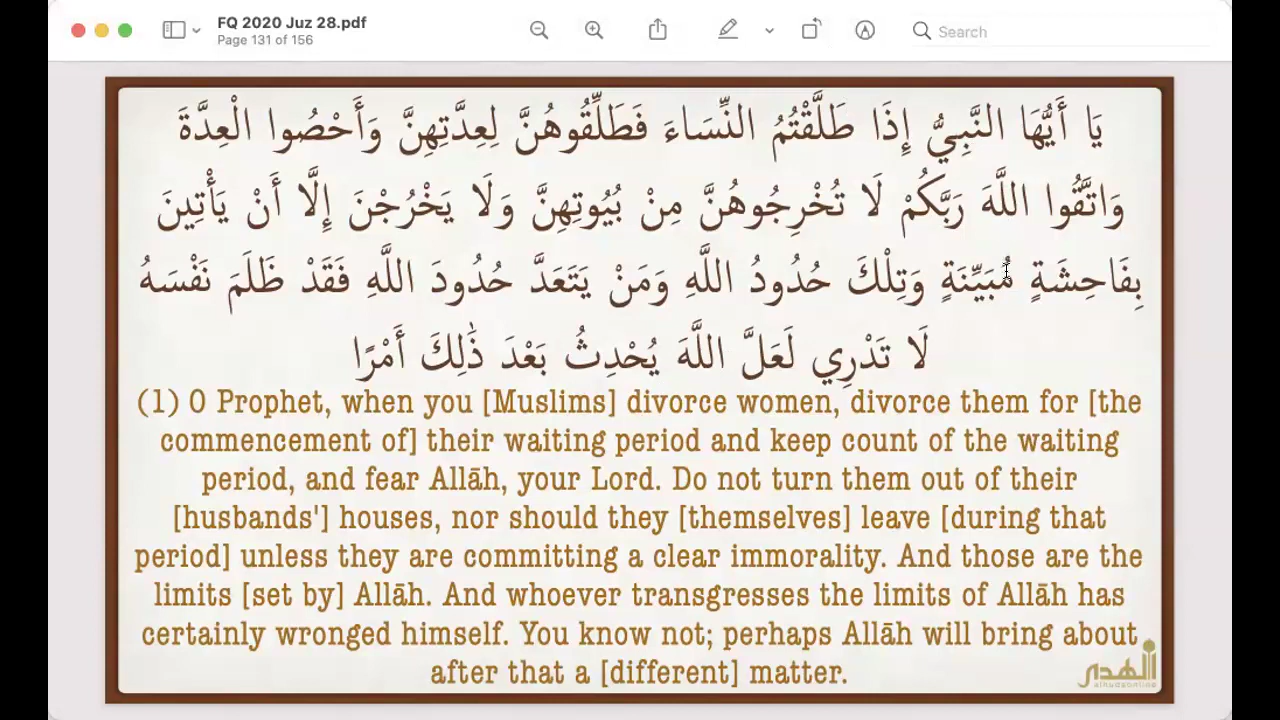 FQ 2020 Juz 28.pdf
Page 131 of 156
Search
يَا أَيُّهَا النَّبِيُّ إِذَا طَلَّقْتُمُ النِّسَاءَ فَطَلِّقُوهُنَّ لِعِدَّتِهِنَّ وَأَحْصُوا الْعِدَّةَ
وَاتَّقُوا اللَّهَ رَبَّكُمْ لَا تُخْرِجُوهُنَّ مِنْ بُيُوتِهِنَّ وَلَا يَخْرُجْنَ إِلَّا أَنْ يَأْتِينَ
بِفَاحِشَةٍ مُبَيِّنَةٍ وَتِلْكَ حُدُودُ اللَّهِ وَمَنْ يَتَعَدَّ حُدُودَ اللَّهِ فَقَدْ ظَلَمَ نَفْسَهُ
لَا تَدْرِي لَعَلَّ اللَّهَ يُحْدِثُ بَعْدَ ذَٰلِكَ أَمْرًا
(1) O Prophet, when you [Muslims] divorce women, divorce them for [the
commencement of] their waiting period and keep count of the waiting
period, and fear Allāh, your Lord. Do not turn them out of their
[husbands'] houses, nor should they [themselves] leave [during that
period] unless they are committing a clear immorality. And those are the
limits [set by] Allāh. And whoever transgresses the limits of Allāh has
certainly wronged himself. You know not; perhaps Allāh will bring about
after that a [different] matter.
الهدى
alhudaonline